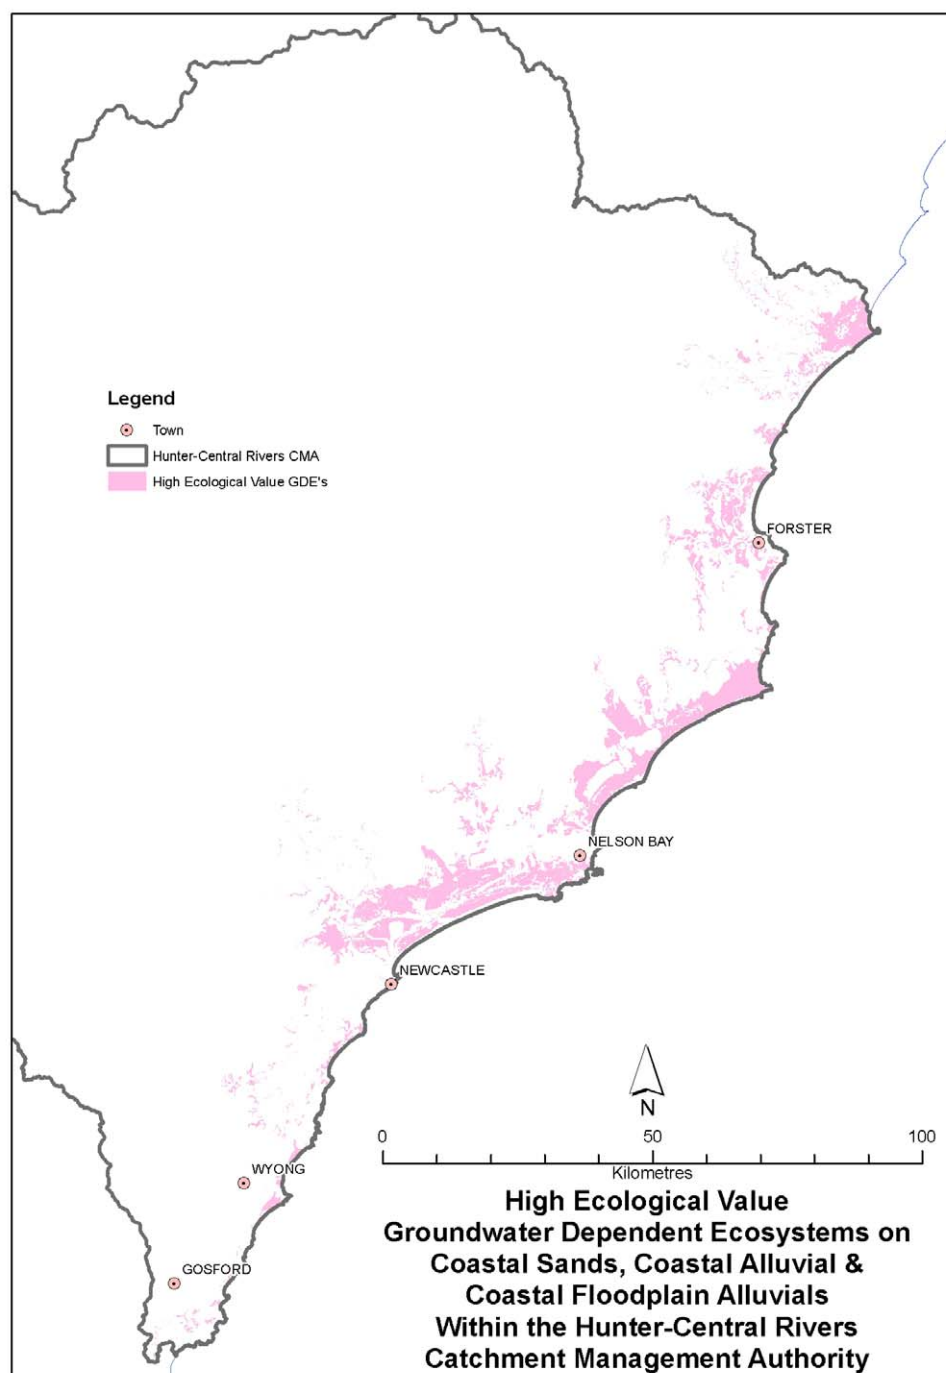 Legend
Town
Hunter-Central Rivers CMA
High Ecological Value GDE's
FORSTER
NELSON BAY
NEWCASTLE
WYONG
GOSFORD
N
0 50 100
Kilometres
High Ecological Value
Groundwater Dependent Ecosystems on
Coastal Sands, Coastal Alluvial &
Coastal Floodplain Alluvials
Within the Hunter-Central Rivers
Catchment Management Authority